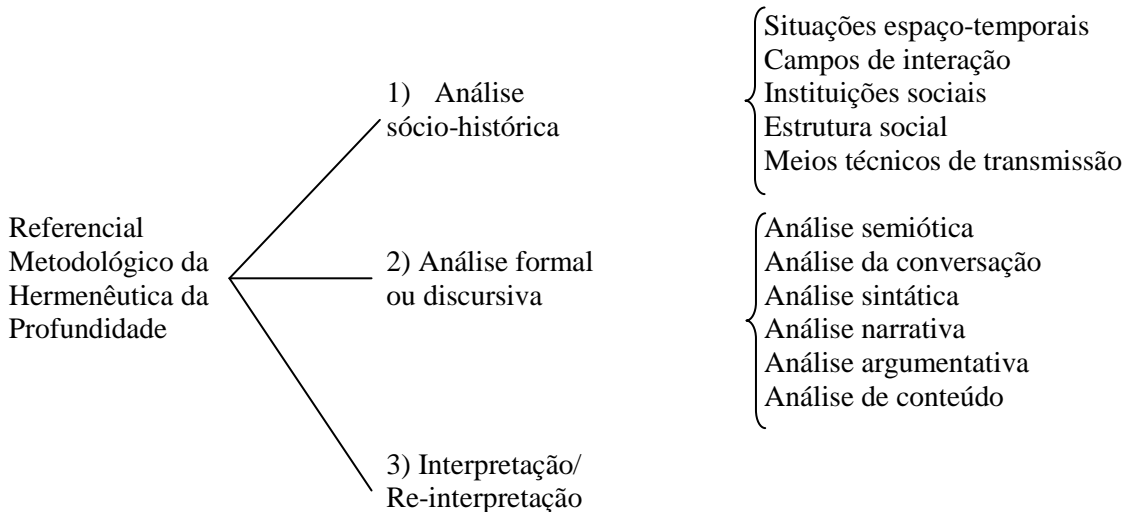 Referencial
Metodológico da
Hermenêutica da
Profundidade
1) Análise
sócio-histórica
Situações espaço-temporais
Campos de interação
Instituições sociais
Estrutura social
Meios técnicos de transmissão
2) Análise formal
ou discursiva
Análise semiótica
Análise da conversação
Análise sintática
Análise narrativa
Análise argumentativa
Análise de conteúdo
3) Interpretação/
Re-interpretação